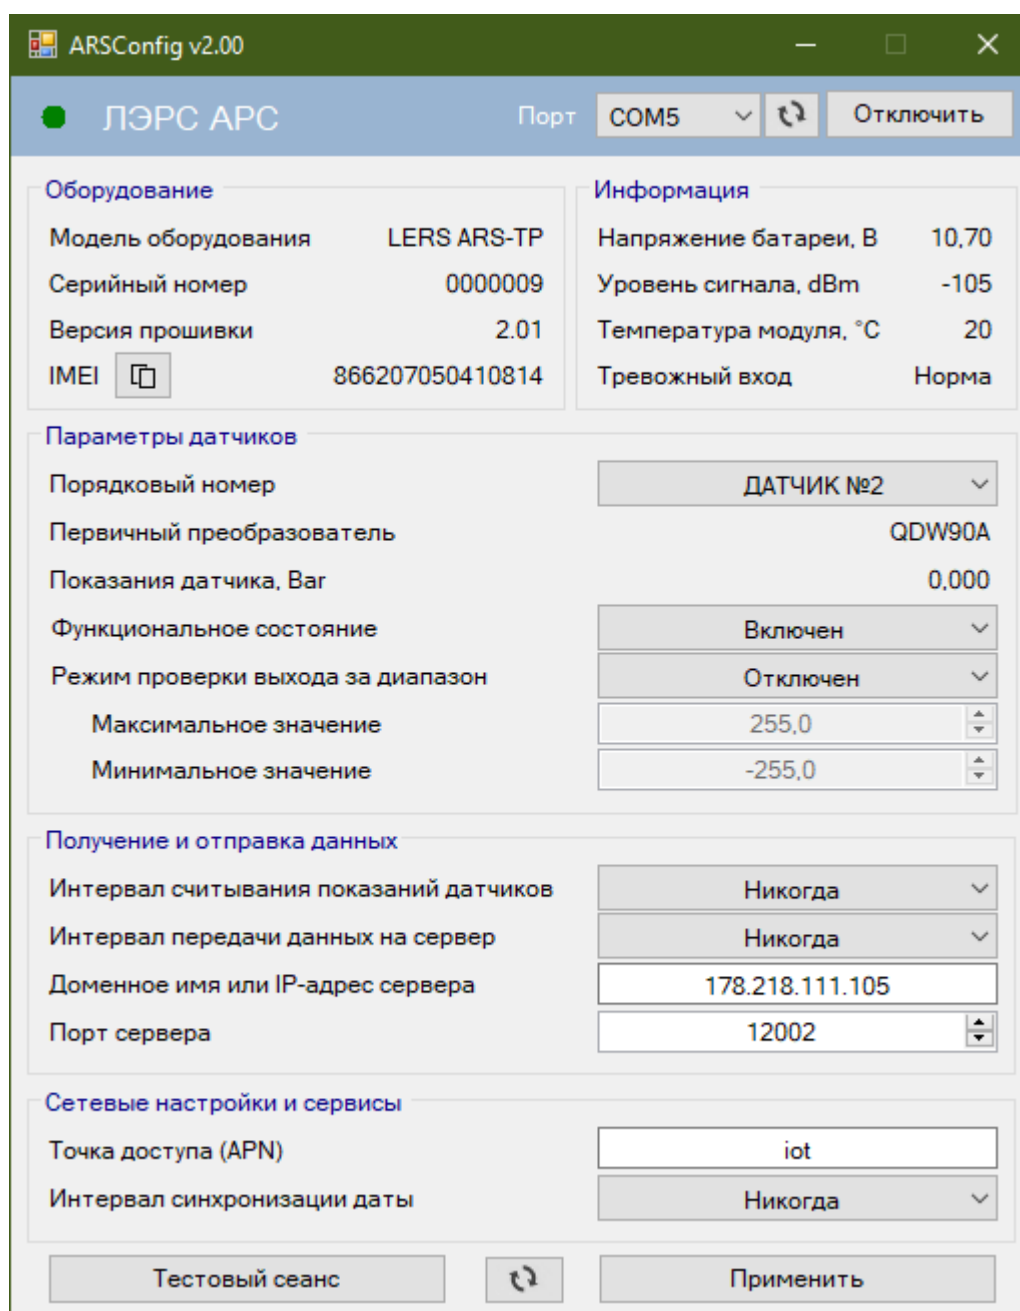 ARSConfig v2.00
ЛЭРС АРС Порт COM5 Отключить
Оборудование
Модель оборудования LERS ARS-TP
Серийный номер 0000009
Версия прошивки 2.01
IMEI 866207050410814
Информация
Напряжение батареи, В 10,70
Уровень сигнала, dBm -105
Температура модуля, °C 20
Тревожный вход Норма
Параметры датчиков
Порядковый номер ДАТЧИК №2
Первичный преобразователь QDW90A
Показания датчика, Bar 0,000
Функциональное состояние Включен
Режим проверки выхода за диапазон Отключен
Максимальное значение 255,0
Минимальное значение -255,0
Получение и отправка данных
Интервал считывания показаний датчиков Никогда
Интервал передачи данных на сервер Никогда
Доменное имя или IP-адрес сервера 178.218.111.105
Порт сервера 12002
Сетевые настройки и сервисы
Точка доступа (APN) iot
Интервал синхронизации даты Никогда
Тестовый сеанс Применить